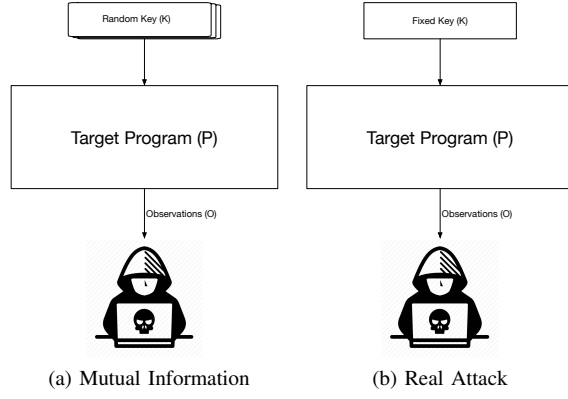 Random Key (K)
Fixed Key (K)
Target Program (P)
Target Program (P)
Observations (O)
Observations (O)
(a) Mutual Information
(b) Real Attack